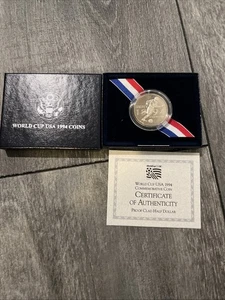 WORLD CUP USA 1994 COINS
WORLD CUP USA 1994
COMMEMORATIVE COIN
CERTIFICATE
OF AUTHENTICITY
PROOF CLAD HALF DOLLAR